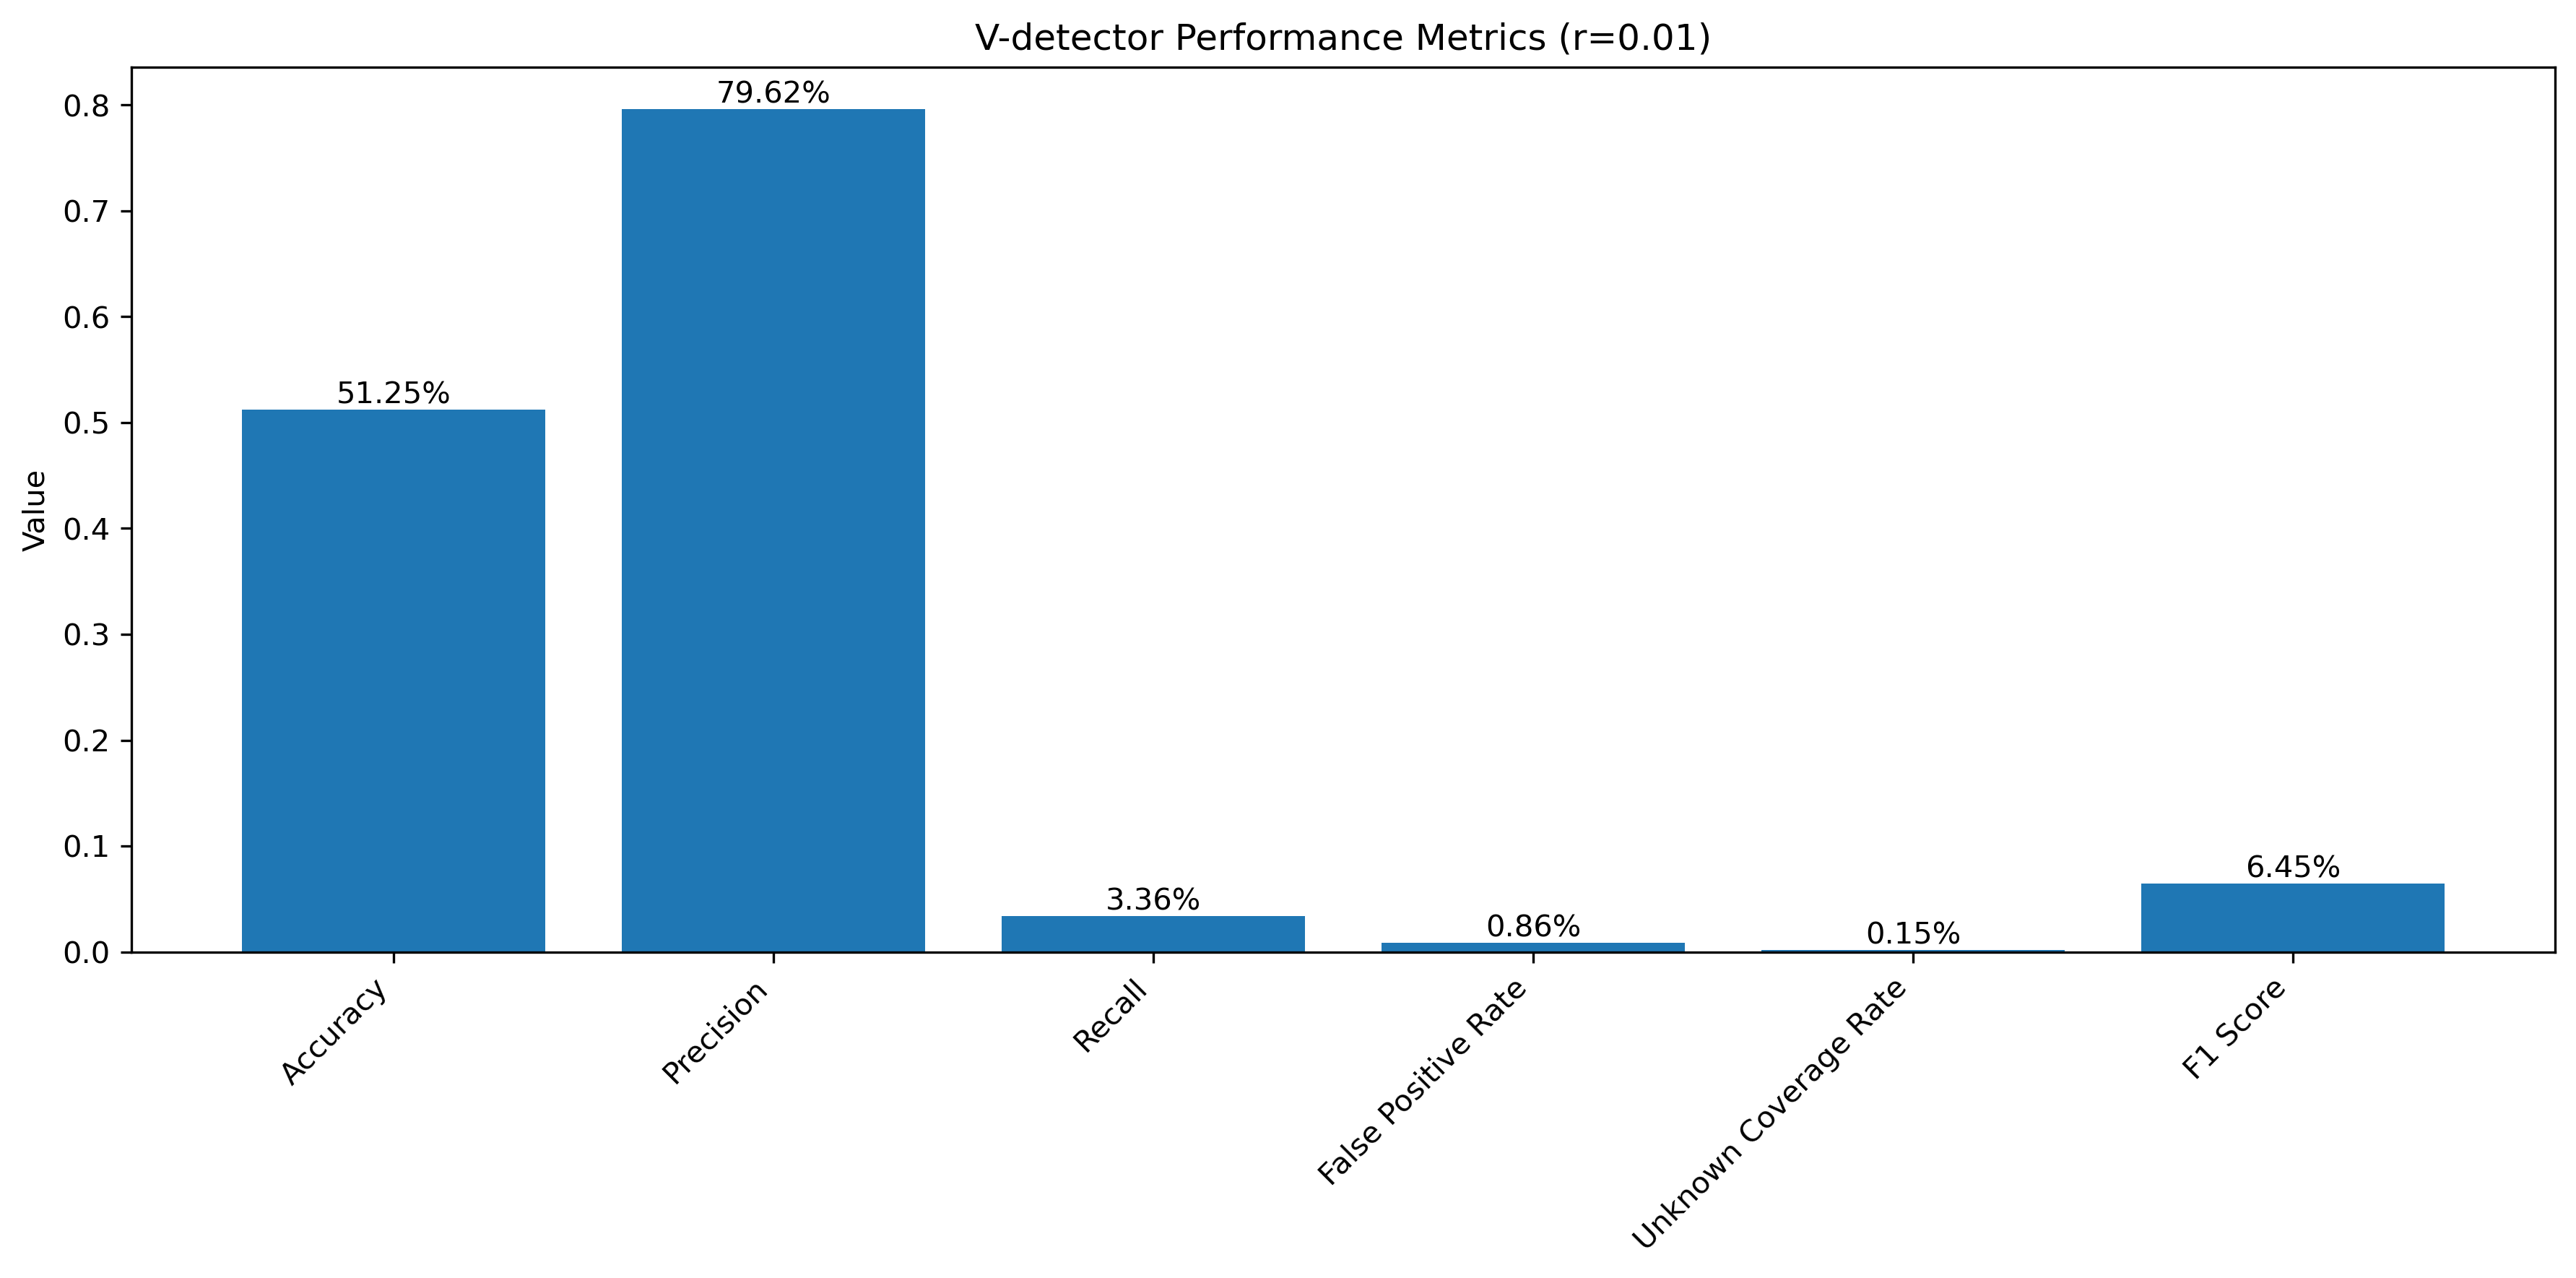 V-detector Performance Metrics (r=0.01)
Value
0.8
0.7
0.6
0.5
0.4
0.3
0.2
0.1
0.0
51.25%
79.62%
3.36%
0.86%
0.15%
6.45%
Accuracy
Precision
Recall
False Positive Rate
Unknown Coverage Rate
F1 Score